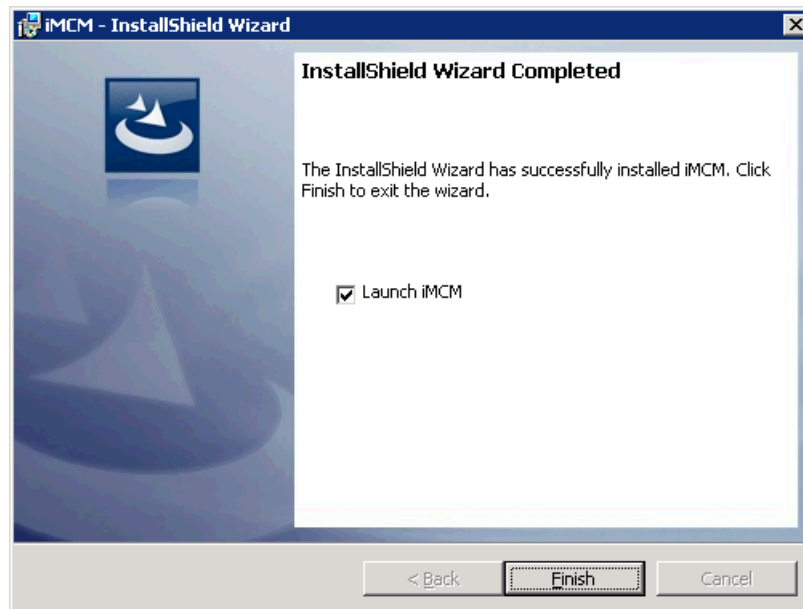 iMCM - InstallShield Wizard
InstallShield Wizard Completed
The InstallShield Wizard has successfully installed iMCM. Click
Finish to exit the wizard.
Launch iMCM
< Back
Finish
Cancel